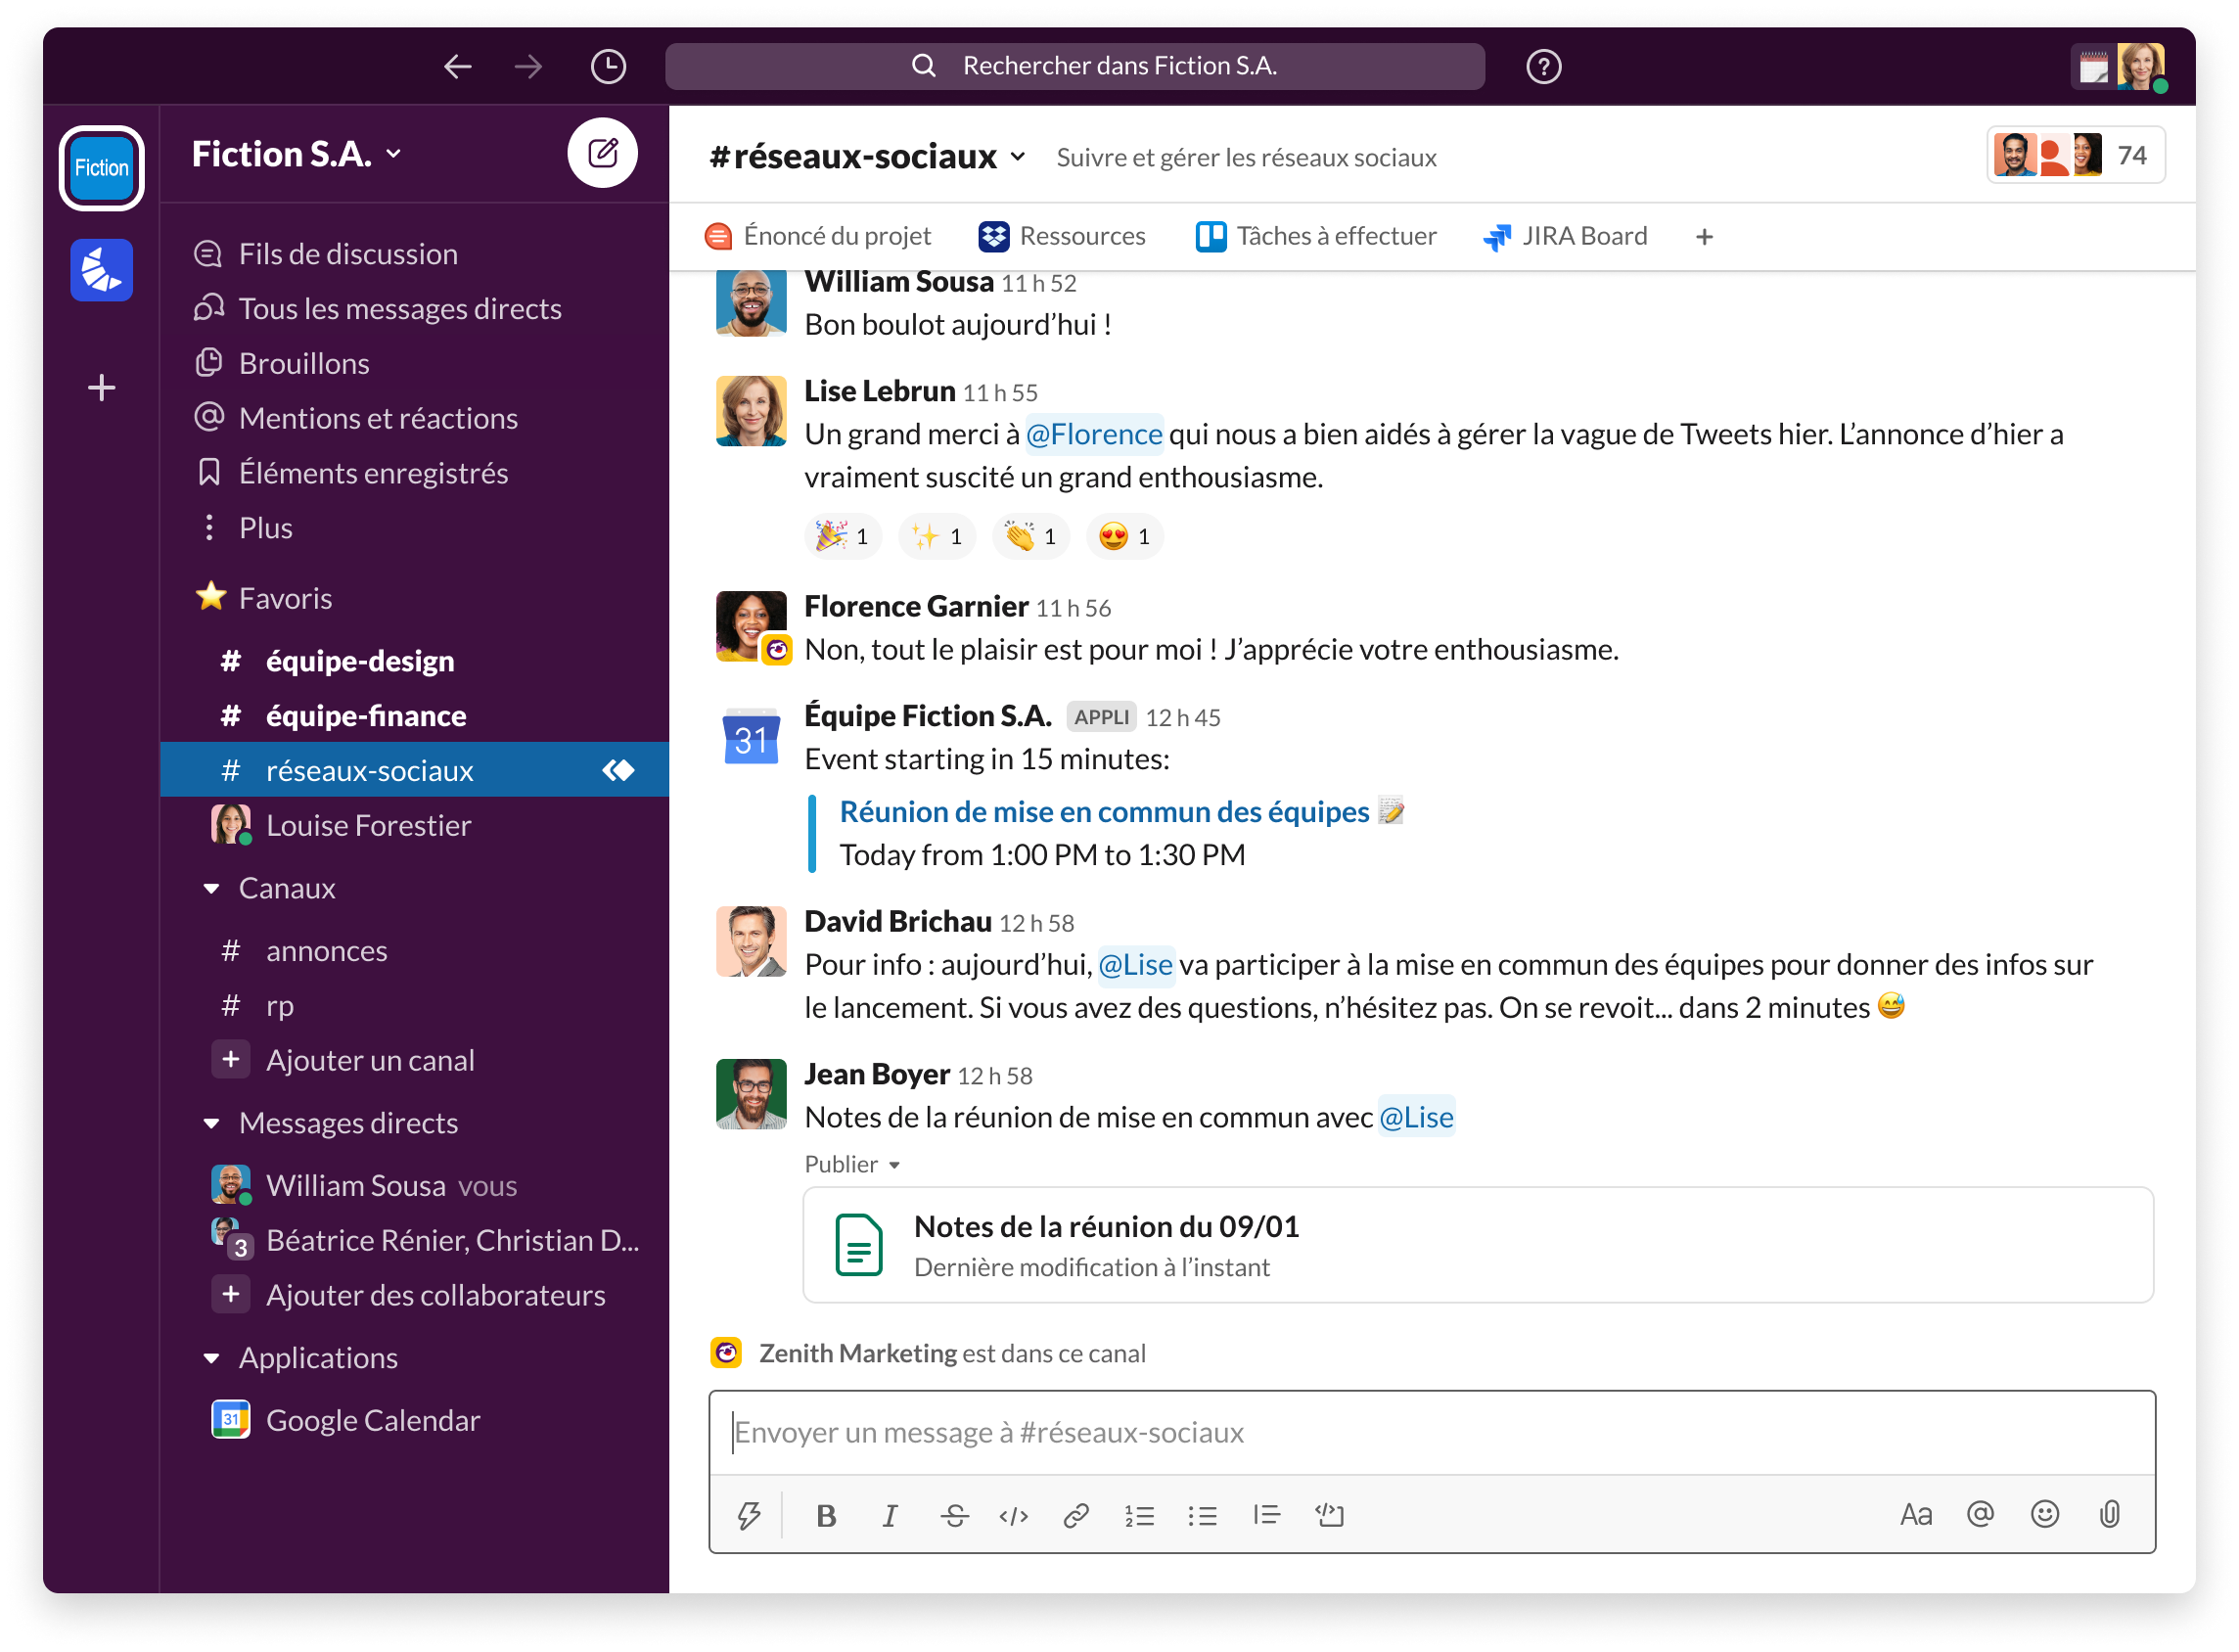 Rechercher dans Fiction S.A.
Fiction
Fiction S.A.
Fils de discussion
Tous les messages directs
Brouillons
Mentions et réactions
Éléments enregistrés
Plus
Favoris
# équipe-design
# équipe-finance
# réseaux-sociaux
Louise Forestier
Canaux
# annonces
# rp
+ Ajouter un canal
Messages directs
William Sousa vous
3 Béatrice Rénier, Christian D...
+ Ajouter des collaborateurs
Applications
31 Google Calendar
#réseaux-sociaux Suivre et gérer les réseaux sociaux 74
Énoncé du projet Ressources Tâches à effectuer JIRA Board +
William Sousa 11 h 52
Bon boulot aujourd’hui !
Lise Lebrun 11 h 55
Un grand merci à @Florence qui nous a bien aidés à gérer la vague de Tweets hier. L’annonce d’hier a
vraiment suscité un grand enthousiasme.
🎉 1 ✨ 1 👏 1 😍 1
Florence Garnier 11 h 56
Non, tout le plaisir est pour moi ! J’apprécie votre enthousiasme.
31
Équipe Fiction S.A. APPLI 12 h 45
Event starting in 15 minutes:
Réunion de mise en commun des équipes 📝
Today from 1:00 PM to 1:30 PM
David Brichau 12 h 58
Pour info : aujourd’hui, @Lise va participer à la mise en commun des équipes pour donner des infos sur
le lancement. Si vous avez des questions, n’hésitez pas. On se revoit... dans 2 minutes 😅
Jean Boyer 12 h 58
Notes de la réunion de mise en commun avec @Lise
Publier
Notes de la réunion du 09/01
Dernière modification à l’instant
Zenith Marketing est dans ce canal
Envoyer un message à #réseaux-sociaux
B I S </> Aa @